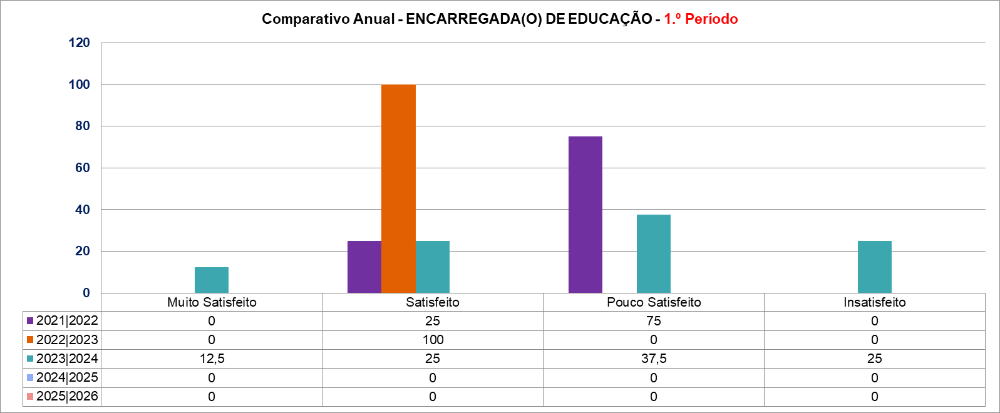 Comparativo Anual - ENCARREGADA(O) DE EDUCAÇÃO - 1.º Período
120
100
80
60
40
20
0
Muito Satisfeito Satisfeito Pouco Satisfeito Insatisfeito
2021|2022 0 25 75 0
2022|2023 0 100 0 0
2023|2024 12,5 25 37,5 25
2024|2025 0 0 0 0
2025|2026 0 0 0 0